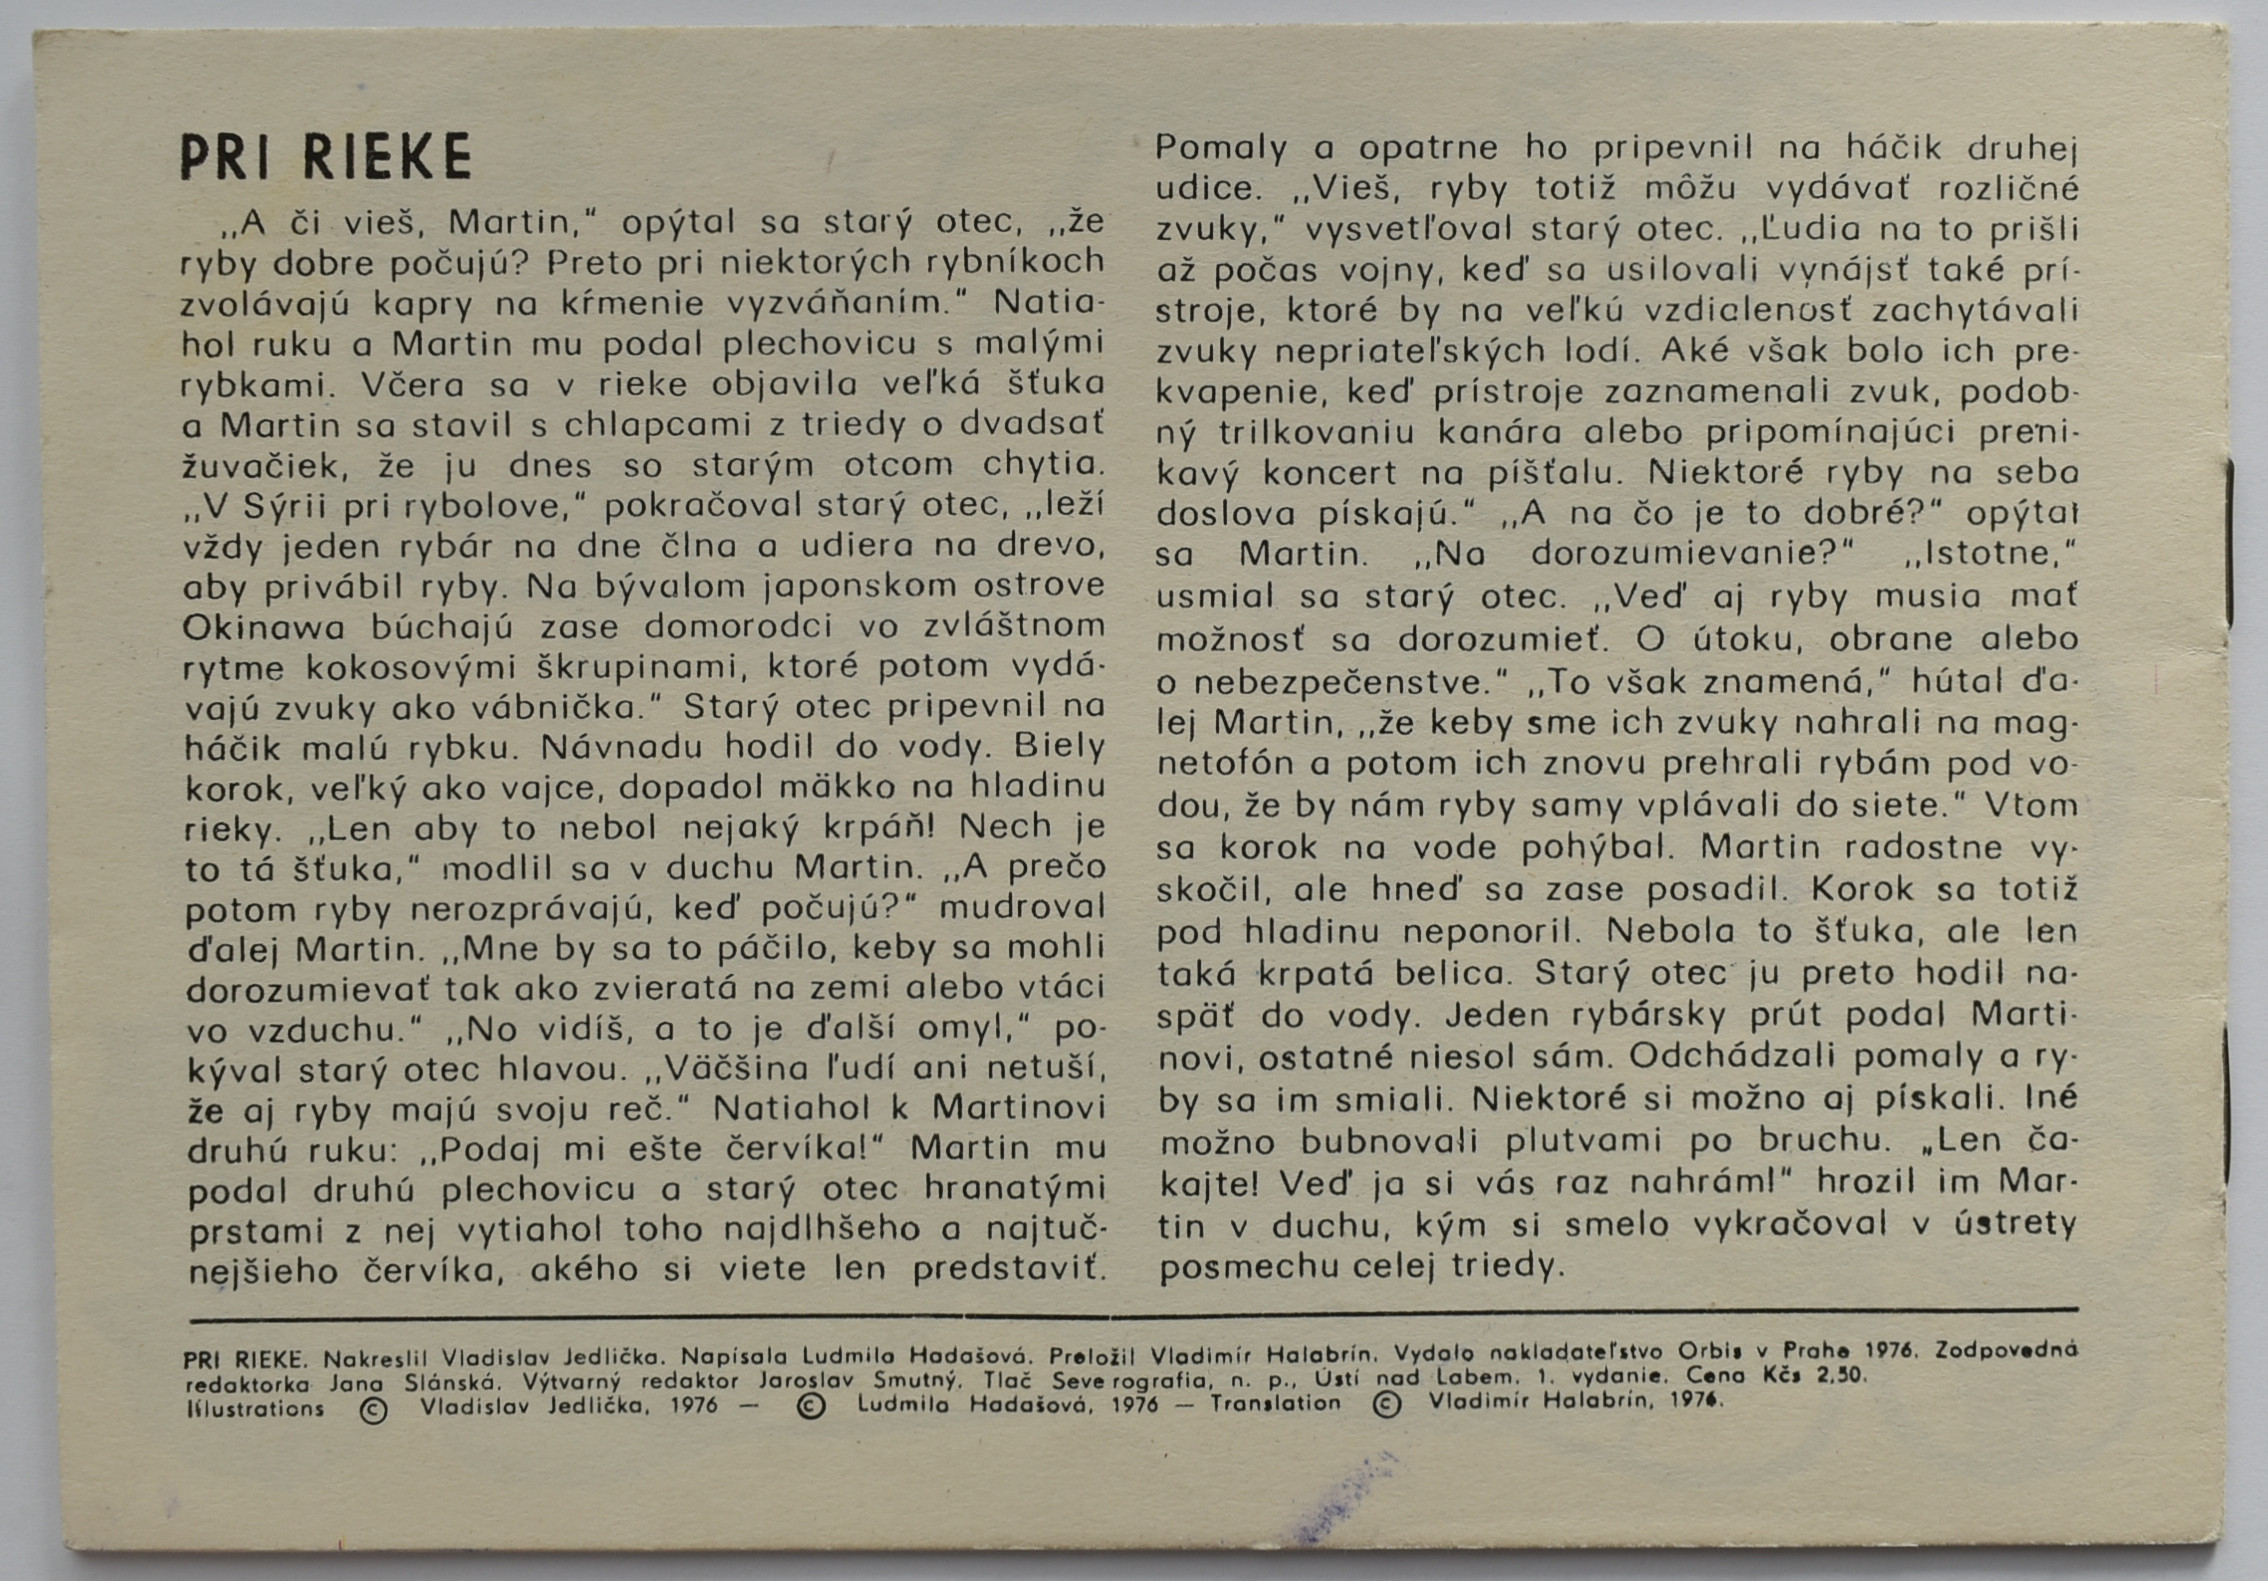 PRI RIEKE
,,A či vieš, Martin,“ opýtal sa starý otec, ,,že
ryby dobre počujú? Preto pri niektorých rybníkoch
zvolávajú kapry na kŕmenie vyzváňaním.“ Natia-
hol ruku a Martin mu podal plechovicu s malými
rybkami. Včera sa v rieke objavila veľká šťuka
a Martin sa stavil s chlapcami z triedy o dvadsať
žuvačiek, že ju dnes so starým otcom chytia.
,,V Sýrii pri rybolove,“ pokračoval starý otec, ,,leží
vždy jeden rybár na dne člna a udiera na drevo,
aby privábil ryby. Na bývalom japonskom ostrove
Okinawa búchajú zase domorodci vo zvláštnom
rytme kokosovými škrupinami, ktoré potom vydá-
vajú zvuky ako vábnička.“ Starý otec pripevnil na
háčik malú rybku. Návnadu hodil do vody. Biely
korok, veľký ako vajce, dopadol mäkko na hladinu
rieky. ,,Len aby to nebol nejaký krpáň! Nech je
to tá šťuka,“ modlil sa v duchu Martin. ,,A prečo
potom ryby nerozprávajú, keď počujú?“ mudroval
ďalej Martin. ,,Mne by sa to páčilo, keby sa mohli
dorozumievať tak ako zvieratá na zemi alebo vtáci
vo vzduchu.“ ,,No vidíš, a to je ďalší omyl,“ po-
kýval starý otec hlavou. ,,Väčšina ľudí ani netuší,
že aj ryby majú svoju reč.“ Natiahol k Martinovi
druhú ruku: ,,Podaj mi ešte červíka!“ Martin mu
podal druhú plechovicu a starý otec hranatými
prstami z nej vytiahol toho najdlhšeho a najtuč-
nejšieho červíka, akého si viete len predstaviť.
Pomaly a opatrne ho pripevnil na háčik druhej
udice. ,,Vieš, ryby totiž môžu vydávať rozličné
zvuky,“ vysvetľoval starý otec. ,,Ľudia na to prišli
až počas vojny, keď sa usilovali vynájsť také prí-
stroje, ktoré by na veľkú vzdialenosť zachytávali
zvuky nepriateľských lodí. Aké však bolo ich pre-
kvapenie, keď prístroje zaznamenali zvuk, podob-
ný trilkovaniu kanára alebo pripomínajúci preni-
kavý koncert na píšťalu. Niektoré ryby na seba
doslova pískajú.“ ,,A na čo je to dobré?“ opýtal
sa Martin. ,,Na dorozumievanie?“ ,,Istotne,“
usmial sa starý otec. ,,Veď aj ryby musia mať
možnosť sa dorozumieť. O útoku, obrane alebo
o nebezpečenstve.“ ,,To však znamená,“ hútal ďa-
lej Martin, ,,že keby sme ich zvuky nahrali na mag-
netofón a potom ich znovu prehrali rybám pod vo-
dou, že by nám ryby samy vplávali do siete.“ Vtom
sa korok na vode pohýbal. Martin radostne vy-
skočil, ale hneď sa zase posadil. Korok sa totiž
pod hladinu neponoril. Nebola to šťuka, ale len
taká krpatá belica. Starý otec ju preto hodil na-
späť do vody. Jeden rybársky prút podal Marti-
novi, ostatné niesol sám. Odchádzali pomaly a ry-
by sa im smiali. Niektoré si možno aj pískali. Iné
možno bubnovali plutvami po bruchu. „Len ča-
kajte! Veď ja si vás raz nahrám!“ hrozil im Mar-
tin v duchu, kým si smelo vykračoval v ústrety
posmechu celej triedy.
PRI RIEKE. Nakreslil Vladislav Jedlička. Napísala Ludmila Hadašová. Preložil Vladimír Halabrín. Vydalo nakladateľstvo Orbis v Prahe 1976. Zodpovedná
redaktorka Jana Slánská. Výtvarný redaktor Jaroslav Smutný. Tlač Severografia, n. p., Ústí nad Labem. 1. vydanie. Cena Kčs 2,50.
Illustrations © Vladislav Jedlička, 1976 — © Ludmila Hadašová, 1976 — Translation © Vladimír Halabrín, 1976.